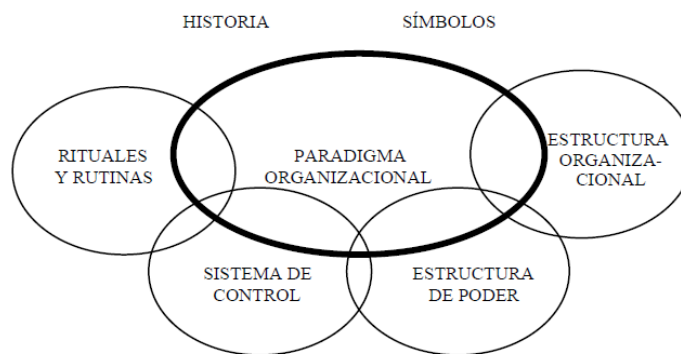 HISTORIA
SÍMBOLOS
RITUALES
Y RUTINAS
PARADIGMA
ORGANIZACIONAL
ESTRUCTURA
ORGANIZA-
CIONAL
SISTEMA DE
CONTROL
ESTRUCTURA
DE PODER